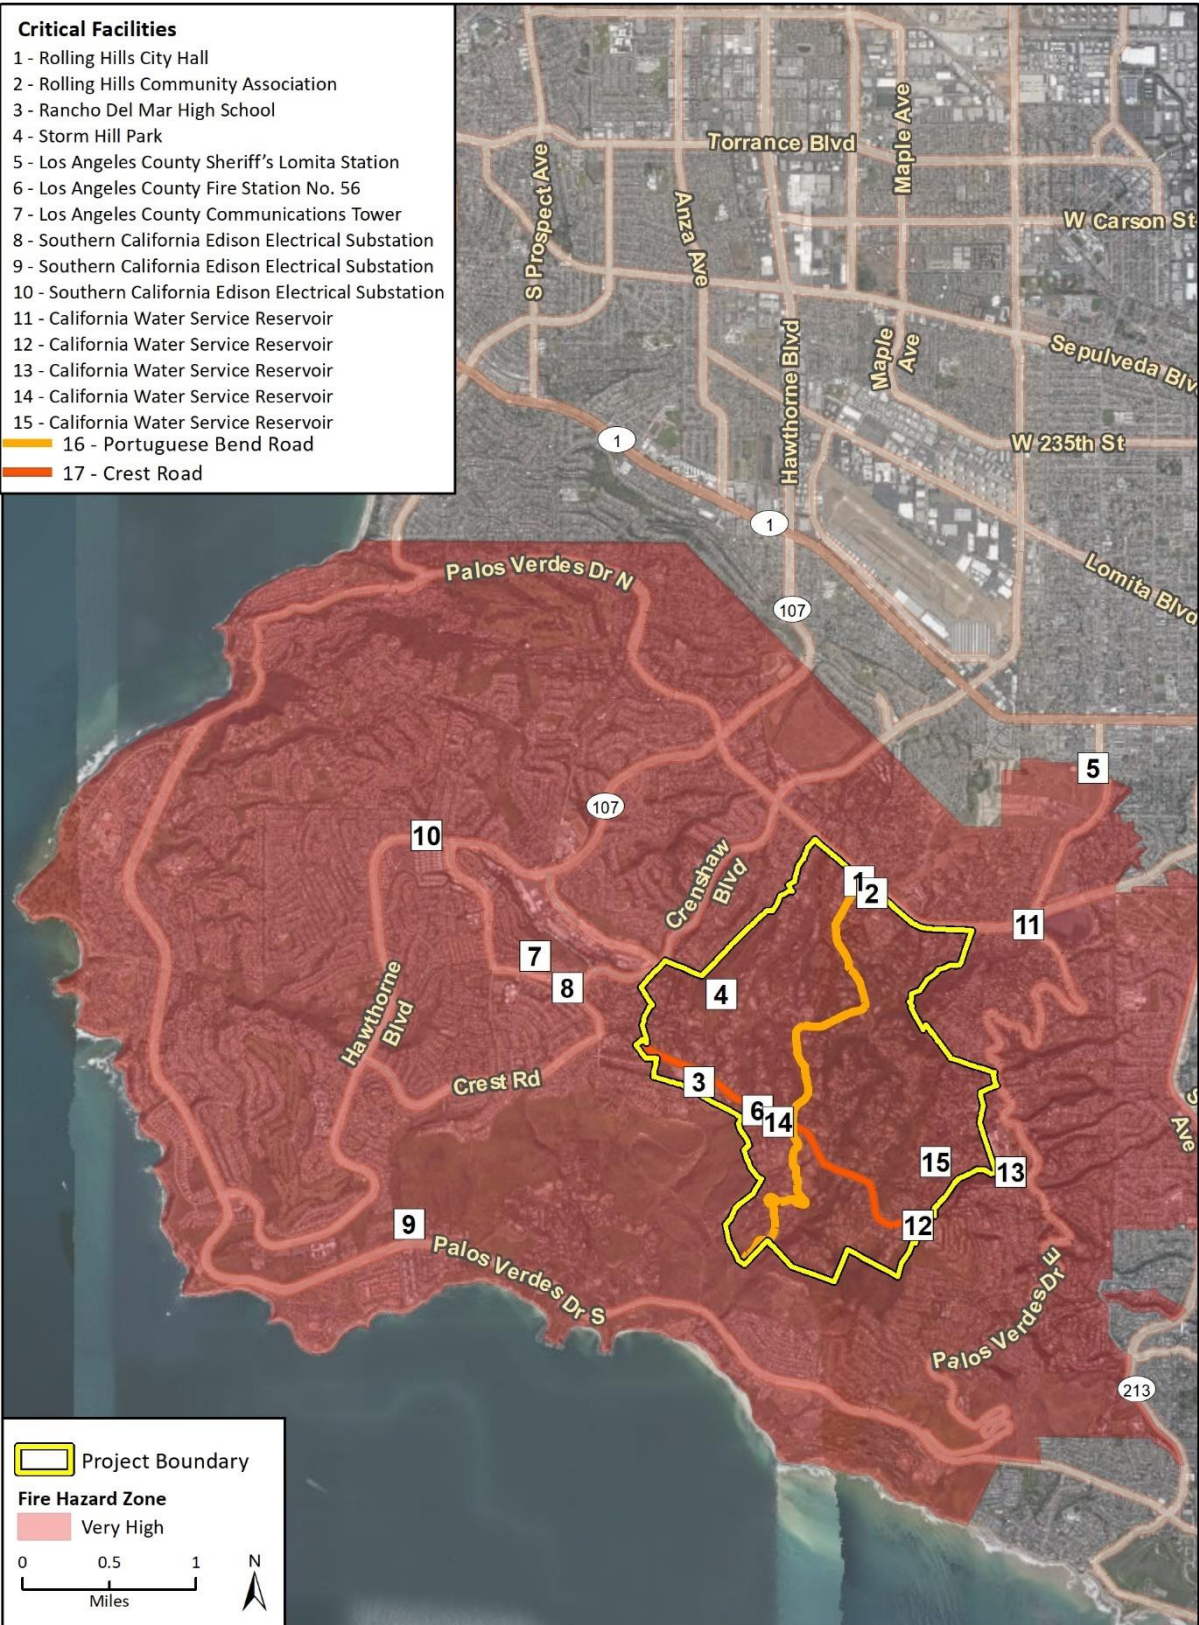 Critical Facilities
1 - Rolling Hills City Hall
2 - Rolling Hills Community Association
3 - Rancho Del Mar High School
4 - Storm Hill Park
5 - Los Angeles County Sheriff’s Lomita Station
6 - Los Angeles County Fire Station No. 56
7 - Los Angeles County Communications Tower
8 - Southern California Edison Electrical Substation
9 - Southern California Edison Electrical Substation
10 - Southern California Edison Electrical Substation
11 - California Water Service Reservoir
12 - California Water Service Reservoir
13 - California Water Service Reservoir
14 - California Water Service Reservoir
15 - California Water Service Reservoir
16 - Portuguese Bend Road
17 - Crest Road
Torrance Blvd
Maple Ave
S Prospect Ave
Anza Ave
W Carson St
Hawthorne Blvd
Maple
Ave
Sepulveda Blv
W 235th St
1
1
Lomita Blvd
Palos Verdes Dr N
107
5
107
10
Crenshaw
Blvd
1
2
11
7
8
4
Hawthorne
Blvd
Crest Rd
3
6
14
S
Ave
15
13
9
12
Palos Verdes Dr S
Palos Verdes Dr E
213
Project Boundary
Fire Hazard Zone
Very High
0 0.5 1
Miles
N